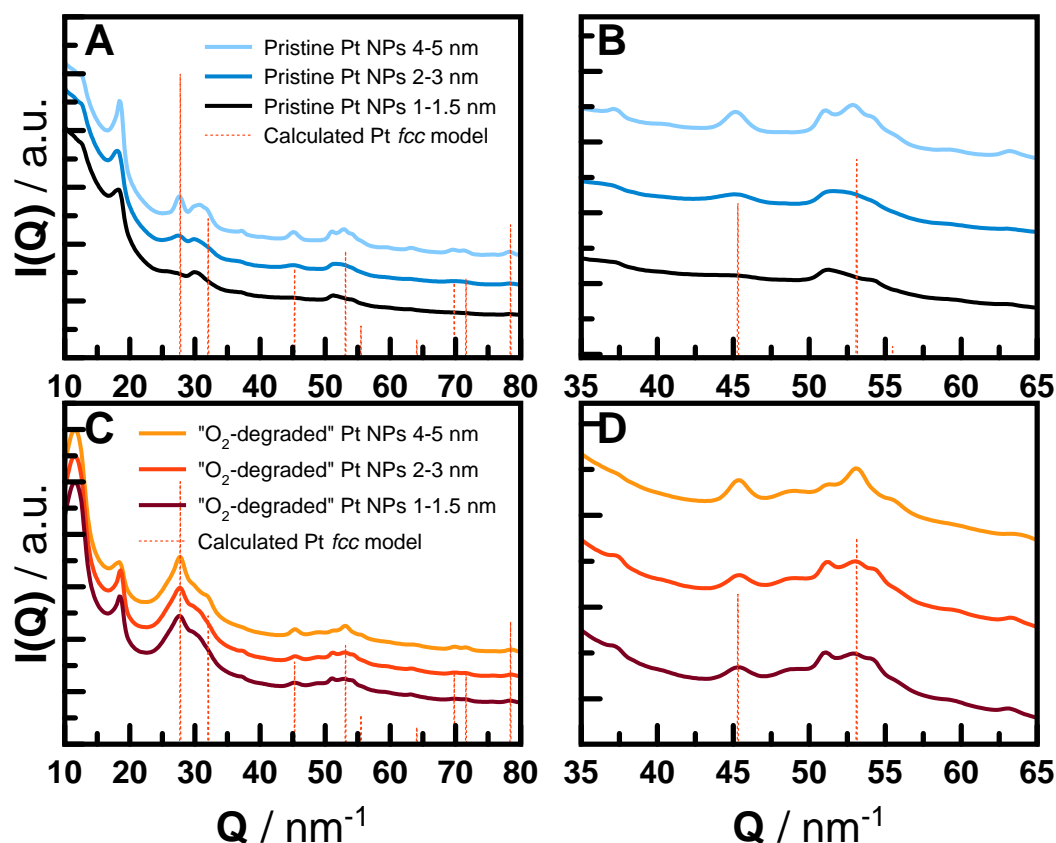 A
Pristine Pt NPs 4-5 nm
Pristine Pt NPs 2-3 nm
Pristine Pt NPs 1-1.5 nm
Calculated Pt fcc model
I(Q) / a.u.
10 20 30 40 50 60 70 80
B
35 40 45 50 55 60 65
C
"O₂-degraded" Pt NPs 4-5 nm
"O₂-degraded" Pt NPs 2-3 nm
"O₂-degraded" Pt NPs 1-1.5 nm
Calculated Pt fcc model
I(Q) / a.u.
10 20 30 40 50 60 70 80
Q / nm⁻¹
D
35 40 45 50 55 60 65
Q / nm⁻¹